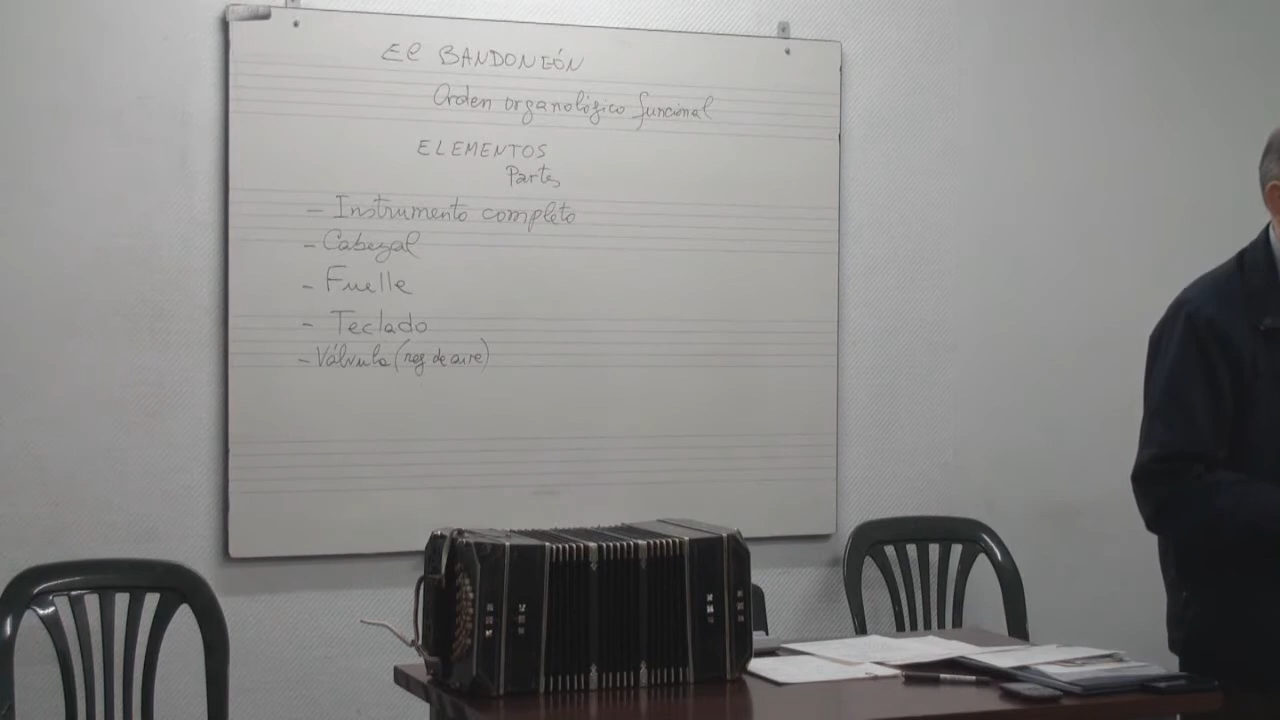 El BANDONEÓN
Orden organológico funcional
ELEMENTOS
Partes
- Instrumento completo
- Cabezal
- Fuelle
- Teclado
- Válvula (reg de aire)